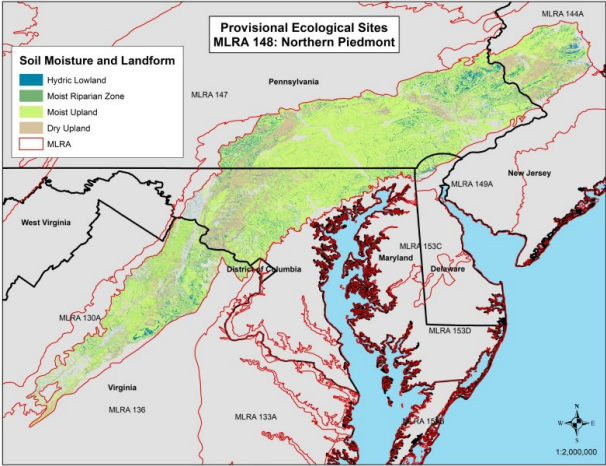 Provisional Ecological Sites
MLRA 148: Northern Piedmont
MLRA 144A
Soil Moisture and Landform
Hydric Lowland
Moist Riparian Zone
Moist Upland
Dry Upland
MLRA
Pennsylvania
MLRA 147
New Jersey
MLRA 149A
West Virginia
MLRA 153C
Maryland
Delaware
District of Columbia
MLRA 130A
MLRA 153D
Virginia
MLRA 136
MLRA 133A
N
W E
S
1:2,000,000